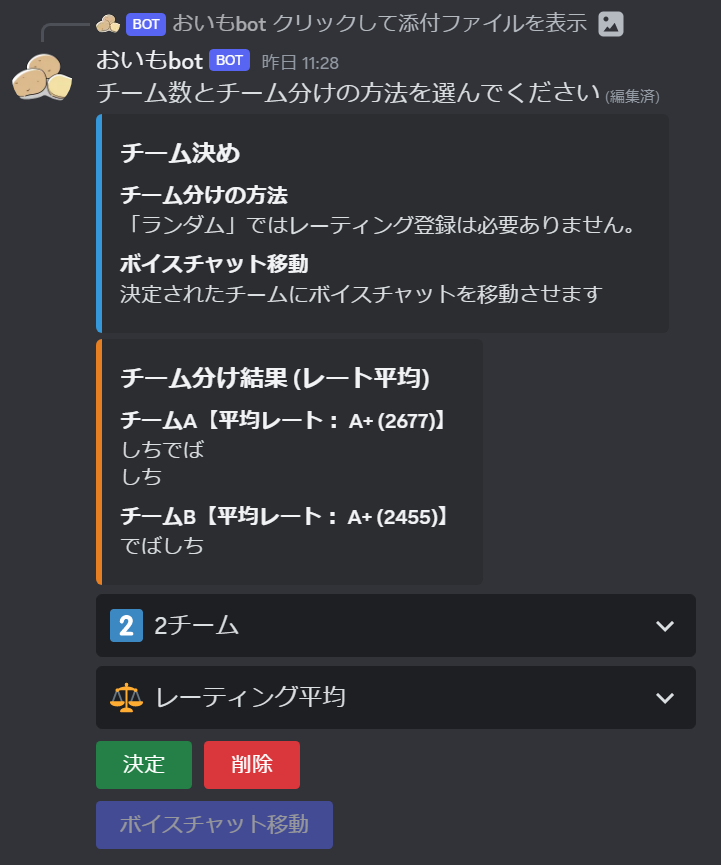 BOT おいもbot クリックして添付ファイルを表示
おいもbot BOT 昨日 11:28
チーム数とチーム分けの方法を選んでください (編集済)
チーム決め
チーム分けの方法
「ランダム」ではレーティング登録は必要ありません。
ボイスチャット移動
決定されたチームにボイスチャットを移動させます
チーム分け結果 (レート平均)
チームA【平均レート： A+ (2677)】
しちでば
しち
チームB【平均レート： A+ (2455)】
でばしち
2 2チーム
レーティング平均
決定 削除
ボイスチャット移動